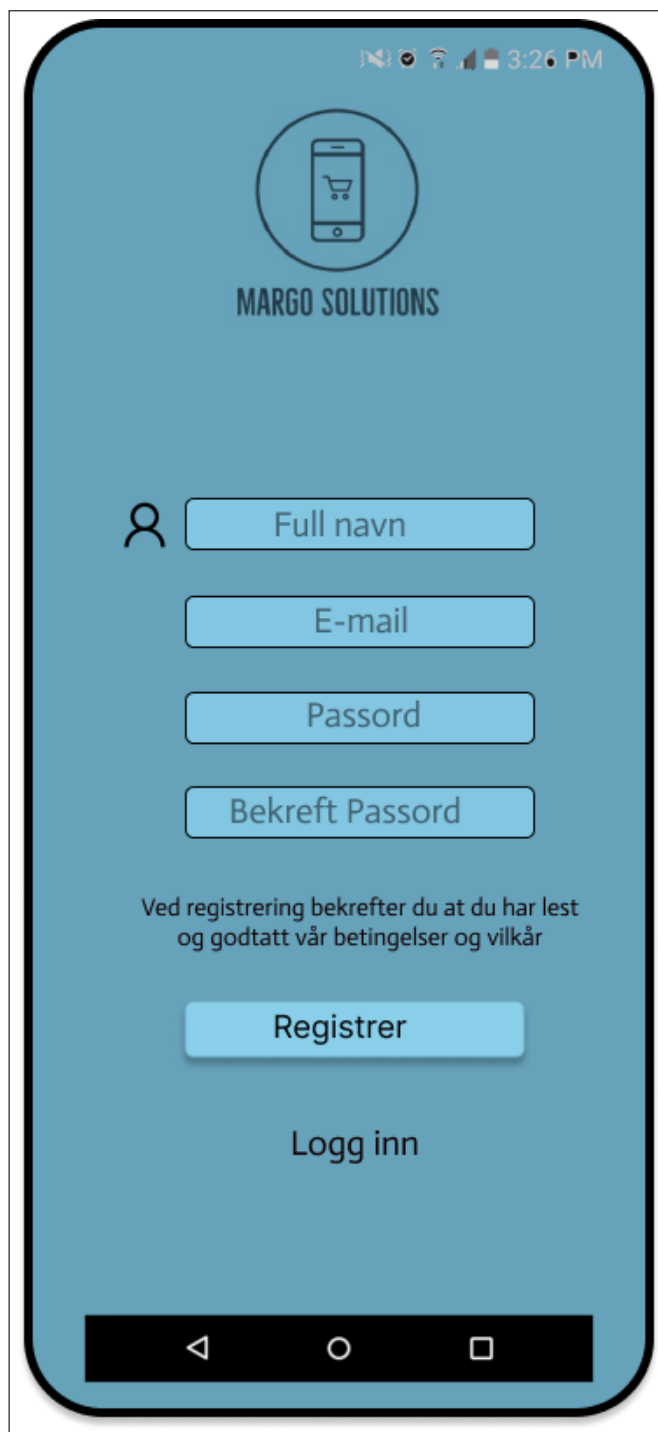 3:26 PM
MARGO SOLUTIONS
Full navn
E-mail
Passord
Bekreft Passord
Ved registrering bekrefter du at du har lest
og godtatt vår betingelser og vilkår
Registrer
Logg inn